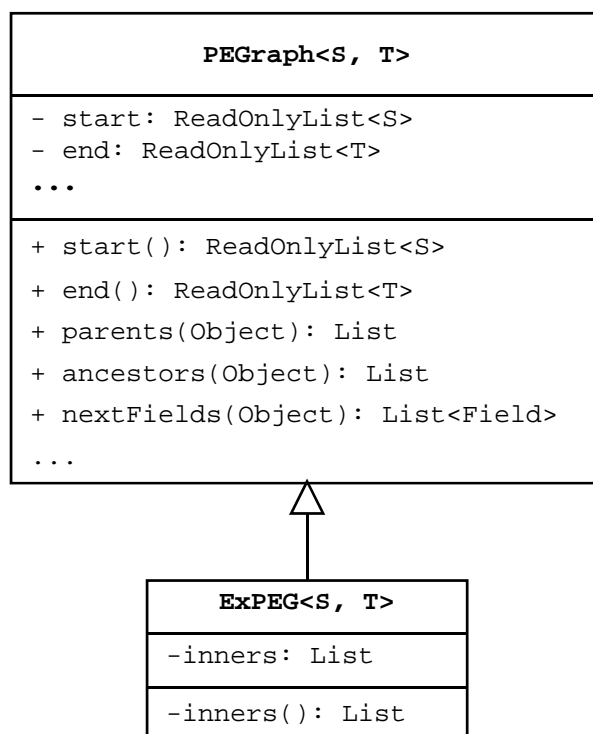 PEGraph<S, T>
- start: ReadOnlyList<S>
- end: ReadOnlyList<T>
...
+ start(): ReadOnlyList<S>
+ end(): ReadOnlyList<T>
+ parents(Object): List
+ ancestors(Object): List
+ nextFields(Object): List<Field>
...
ExPEG<S, T>
-inners: List
-inners(): List